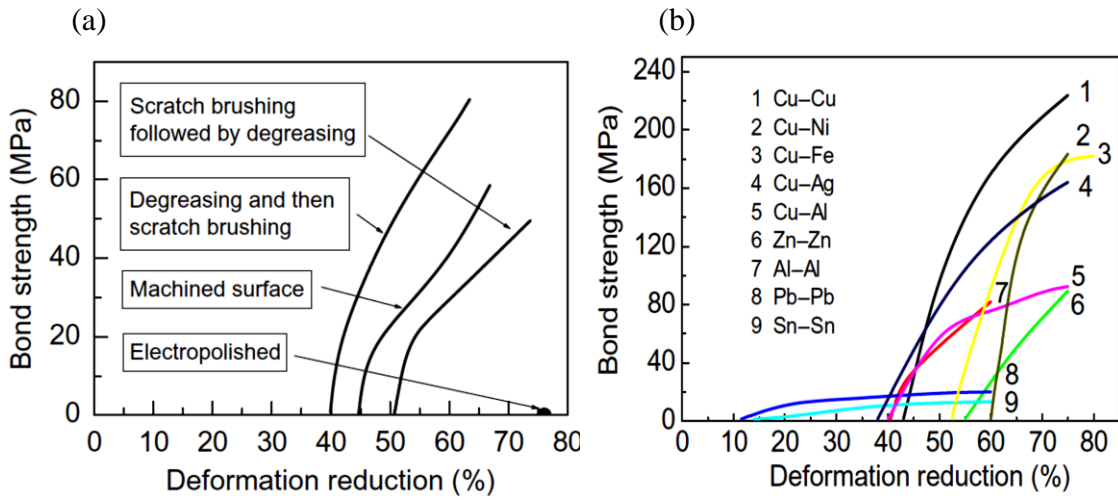 (a)
Bond strength (MPa)
80
60
40
20
0
Scratch brushing
followed by degreasing
Degreasing and then
scratch brushing
Machined surface
Electropolished
0 10 20 30 40 50 60 70 80
Deformation reduction (%)
(b)
Bond strength (MPa)
240
200
160
120
80
40
0
1 Cu–Cu
2 Cu–Ni
3 Cu–Fe
4 Cu–Ag
5 Cu–Al
6 Zn–Zn
7 Al–Al
8 Pb–Pb
9 Sn–Sn
1
2
3
4
5
6
7
8
9
0 10 20 30 40 50 60 70 80
Deformation reduction (%)